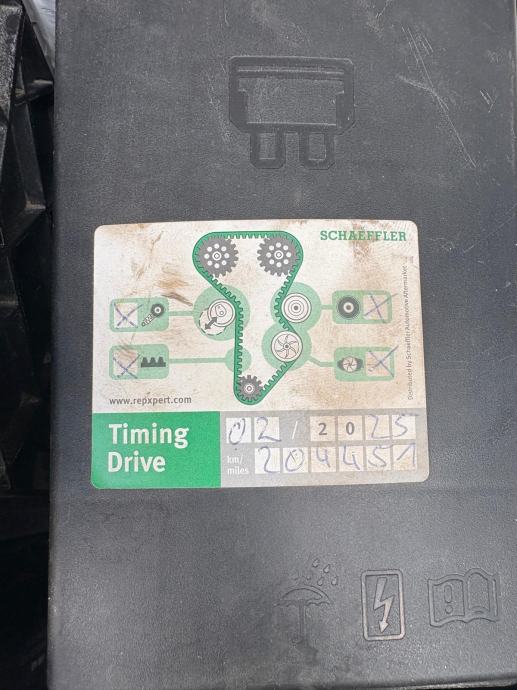 SCHAEFFLER
Distributed by Schaeffler Automotive Aftermarket
www.repxpert.com
Timing
Drive
02 / 2025
km/
miles
204451